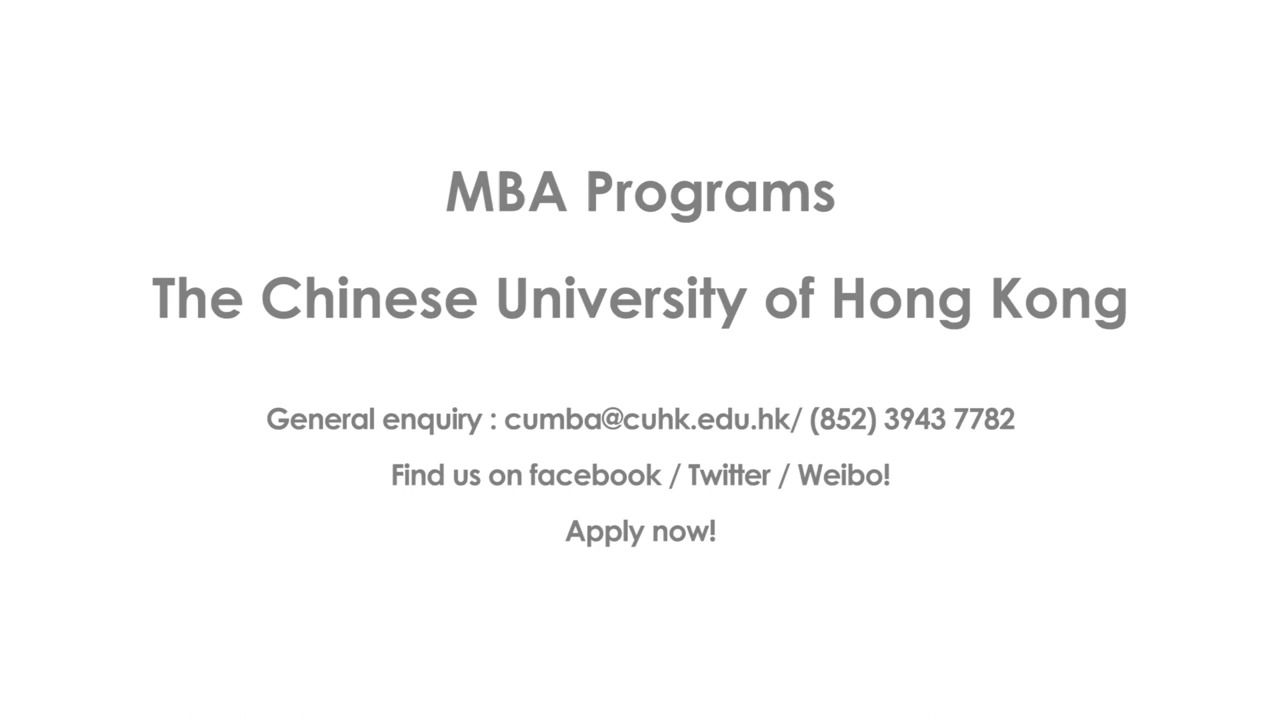 MBA Programs
The Chinese University of Hong Kong
General enquiry : cumba@cuhk.edu.hk/ (852) 3943 7782
Find us on facebook / Twitter / Weibo!
Apply now!